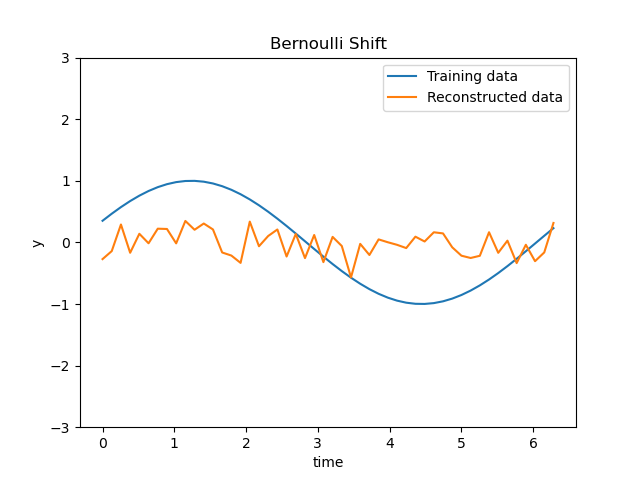 Bernoulli Shift
Training data
Reconstructed data
3
2
1
0
−1
−2
−3
y
0
1
2
3
4
5
6
time